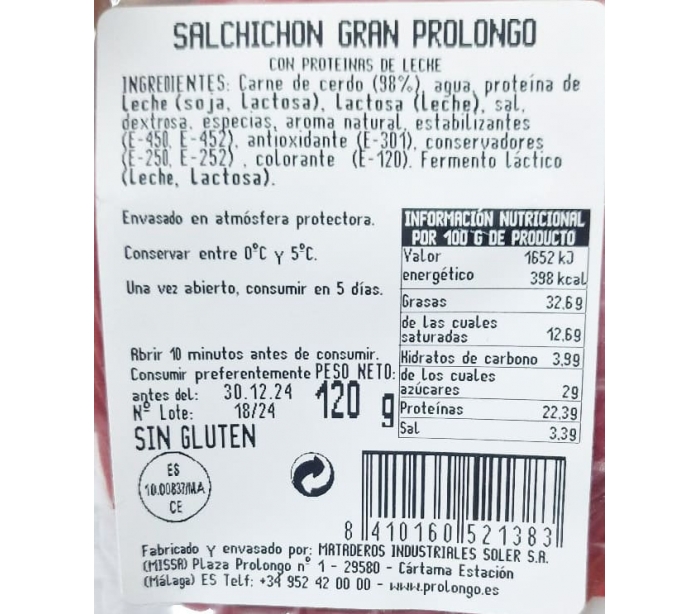 SALCHICHON GRAN PROLONGO
CON PROTEINAS DE LECHE
INGREDIENTES: Carne de cerdo (98%), agua, proteína de
Leche (soja, Lactosa), Lactosa (Leche), sal,
dextrosa, especias, aroma natural, estabilizantes
(E-450, E-452), antioxidante (E-301), conservadores
(E-250, E-252) , colorante (E-120). Fermento Láctico
(Leche, Lactosa).
Envasado en atmósfera protectora.
Conservar entre 0ºC y 5ºC.
Una vez abierto, consumir en 5 días.
INFORMACIÓN NUTRICIONAL
POR 100 G DE PRODUCTO
Valor energético 1652 kJ
398 kcal
Grasas 32,6g
de las cuales saturadas 12,6g
Hidratos de carbono 3,9g
de los cuales azúcares 2g
Proteínas 22,3g
Sal 3,3g
Abrir 10 minutos antes de consumir.
Consumir preferentemente
antes del: 30.12.24
Nº Lote: 18/24
PESO NETO:
120 g
SIN GLUTEN
ES
10.00837/MA
CE
8 410160 521383
Fabricado y envasado por: MATADEROS INDUSTRIALES SOLER S.A.
(MISSA) Plaza Prolongo nº 1 - 29580 - Cártama Estación
(Málaga) ES Telf: +34 952 42 00 00 - www.prolongo.es